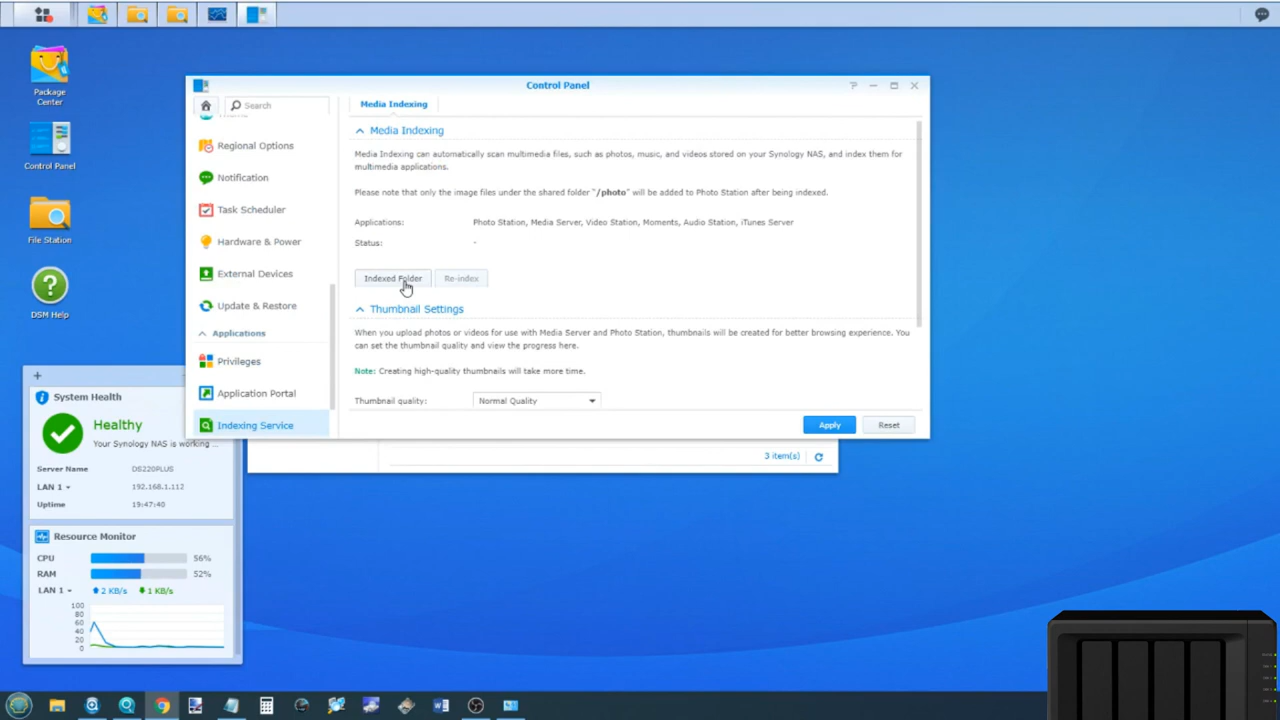 Package
Center
Control Panel
File Station
DSM Help
Control Panel
Search
Media Indexing
Regional Options
Notification
Task Scheduler
Hardware & Power
External Devices
Update & Restore
Applications
Privileges
Application Portal
Indexing Service
Media Indexing
Media Indexing can automatically scan multimedia files, such as photos, music, and videos stored on your Synology NAS, and index them for
multimedia applications.
Please note that only the image files under the shared folder "/photo" will be added to Photo Station after being indexed.
Applications: Photo Station, Media Server, Video Station, Moments, Audio Station, iTunes Server
Status: -
Indexed Folder Re-index
Thumbnail Settings
When you upload photos or videos for use with Media Server and Photo Station, thumbnails will be created for better browsing experience. You
can set the thumbnail quality and view the progress here.
Note: Creating high-quality thumbnails will take more time.
Thumbnail quality: Normal Quality
Apply Reset
3 item(s)
System Health
Healthy
Your Synology NAS is working ...
Server Name DS220PLUS
LAN 1 192.168.1.112
Uptime 19:47:40
Resource Monitor
CPU 56%
RAM 52%
LAN 1 2 KB/s 1 KB/s
100
80
60
40
20
0